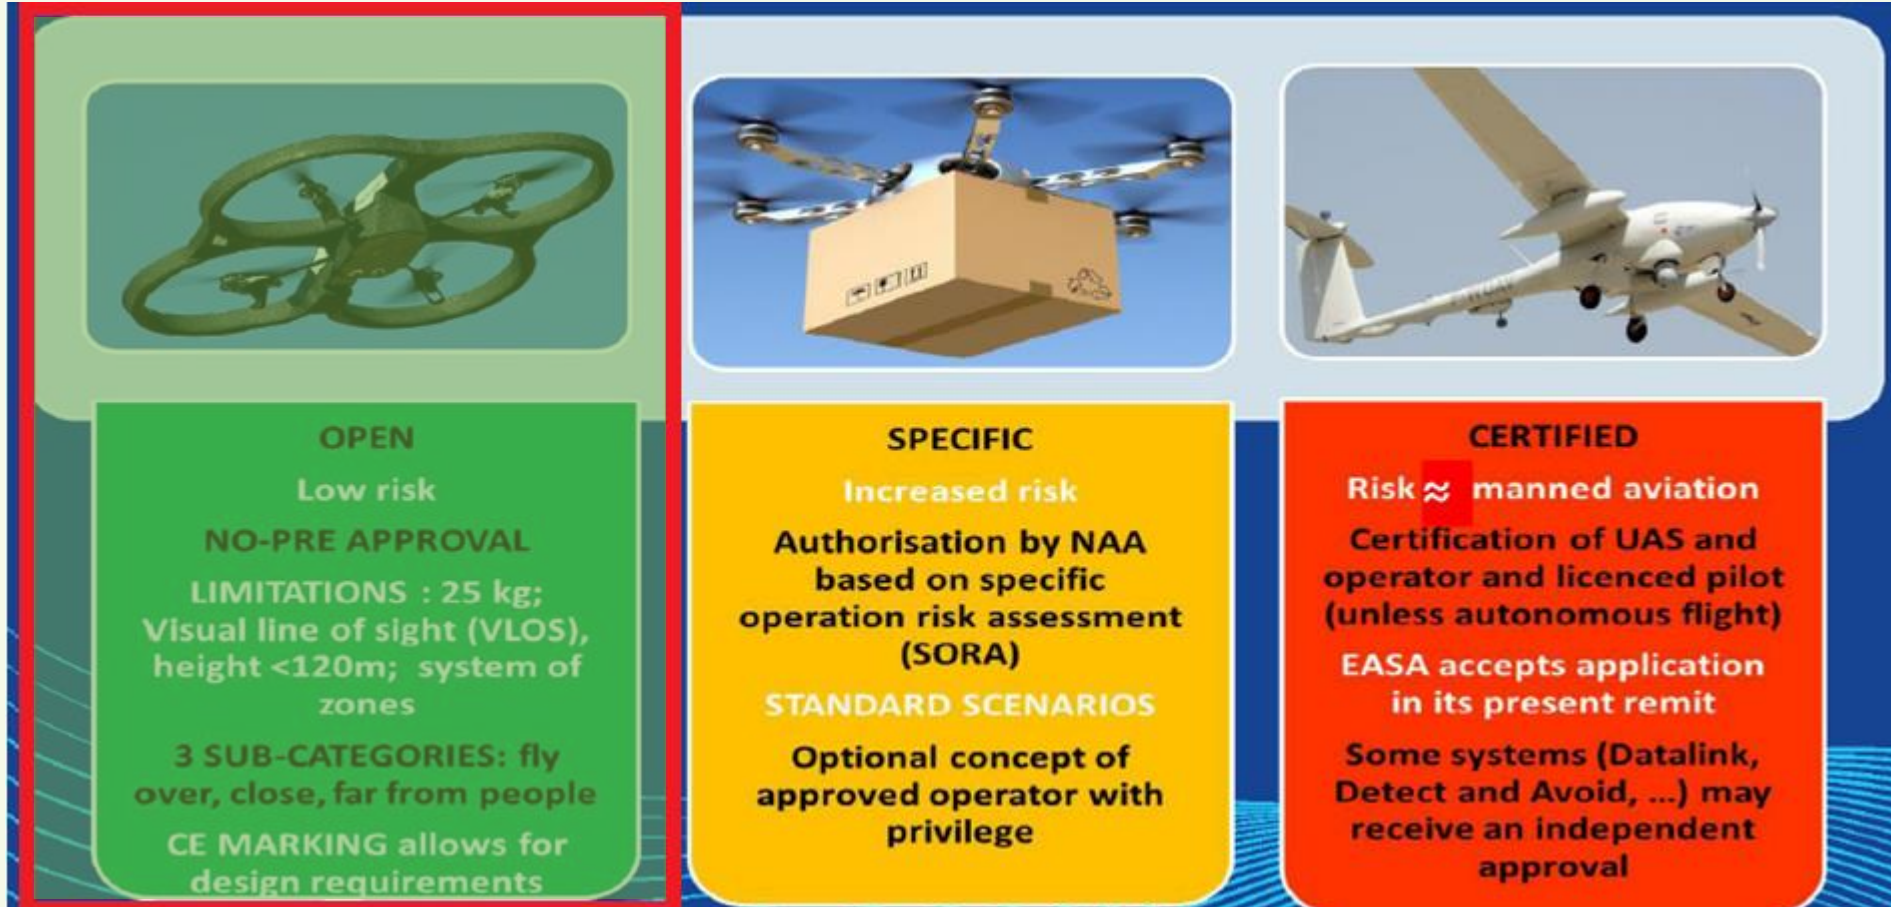 OPEN
Low risk
NO-PRE APPROVAL
LIMITATIONS : 25 kg;
Visual line of sight (VLOS),
height <120m; system of
zones
3 SUB-CATEGORIES: fly
over, close, far from people
CE MARKING allows for
design requirements
SPECIFIC
Increased risk
Authorisation by NAA
based on specific
operation risk assessment
(SORA)
STANDARD SCENARIOS
Optional concept of
approved operator with
privilege
CERTIFIED
Risk ≈ manned aviation
Certification of UAS and
operator and licenced pilot
(unless autonomous flight)
EASA accepts application
in its present remit
Some systems (Datalink,
Detect and Avoid, ...) may
receive an independent
approval